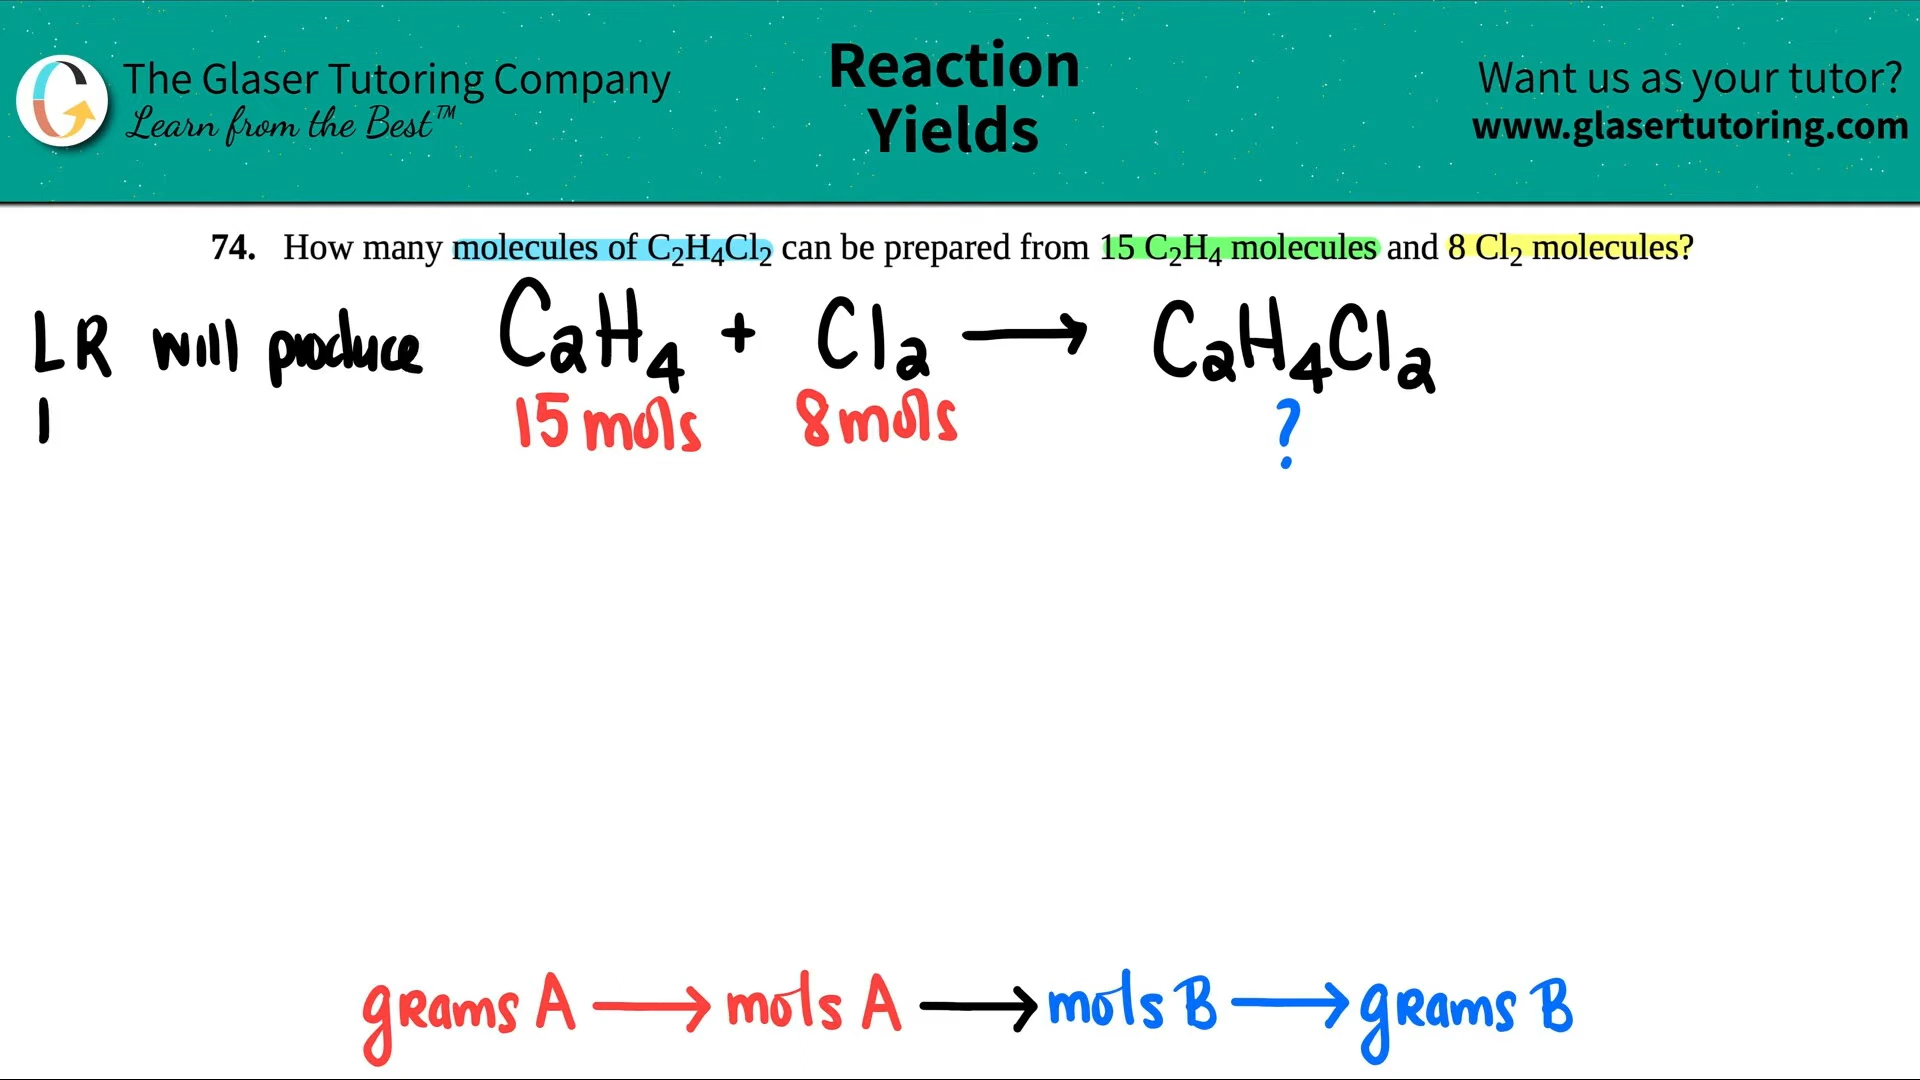 The Glaser Tutoring Company
Learn from the Best™
Reaction
Yields
Want us as your tutor?
www.glasertutoring.com
74. How many molecules of C₂H₄Cl₂ can be prepared from 15 C₂H₄ molecules and 8 Cl₂ molecules?
LR will produce
C₂H₄ + Cl₂ ⟶ C₂H₄Cl₂
l
15 mols 8 mols ?
grams A ⟶ mols A ⟶ mols B ⟶ grams B